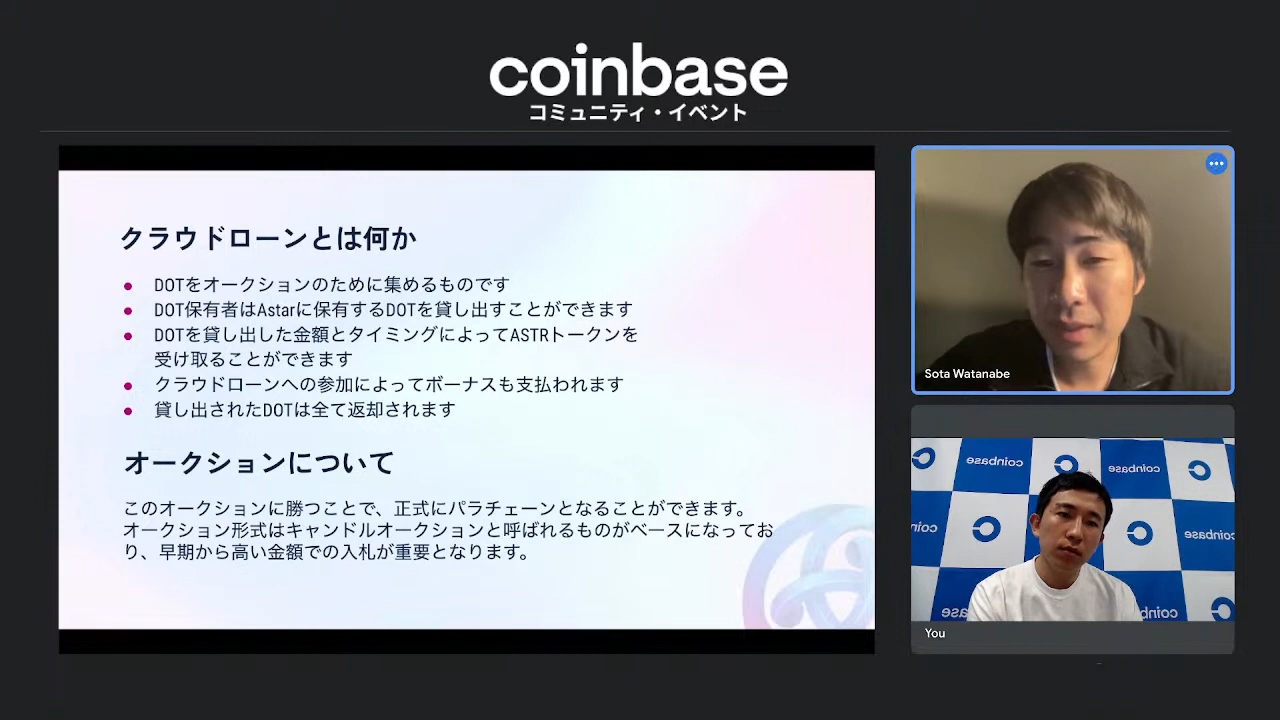 coinbase
コミュニティ・イベント
クラウドローンとは何か
DOTをオークションのために集めるものです
DOT保有者はAstarに保有するDOTを貸し出すことができます
DOTを貸し出した金額とタイミングによってASTRトークンを
受け取ることができます
クラウドローンへの参加によってボーナスも支払われます
貸し出されたDOTは全て返却されます
オークションについて
このオークションに勝つことで、正式にパラチェーンとなることができます。
オークション形式はキャンドルオークションと呼ばれるものがベースになってお
り、早期から高い金額での入札が重要となります。
Sota Watanabe
coinbase
coinbase
coinbase
You